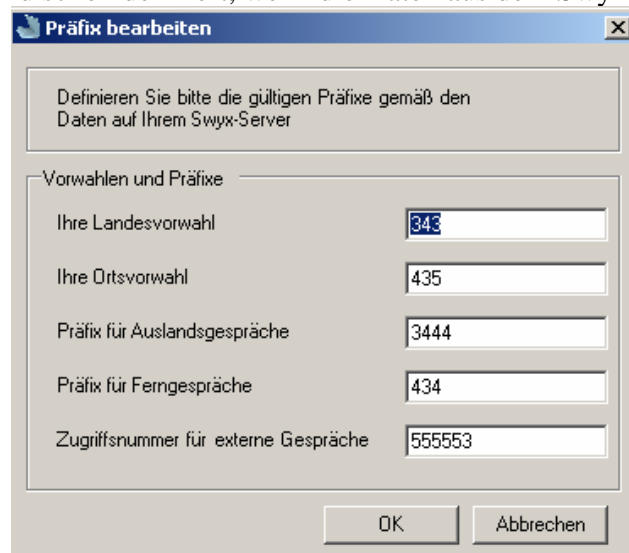 Präfix bearbeiten
Definieren Sie bitte die gültigen Präfixe gemäß den
Daten auf Ihrem Swyx-Server
Vorwahlen und Präfixe
Ihre Landesvorwahl 343
Ihre Ortsvorwahl 435
Präfix für Auslandsgespräche 3444
Präfix für Ferngespräche 434
Zugriffsnummer für externe Gespräche 555553
OK Abbrechen